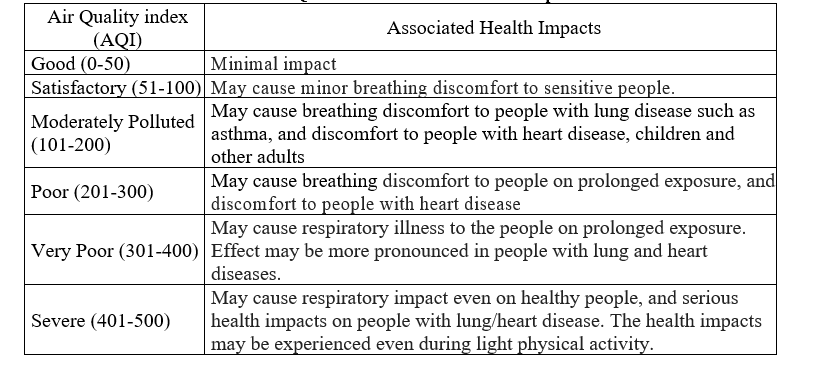 Air Quality index
(AQI)
Associated Health Impacts
Good (0-50)
Minimal impact
Satisfactory (51-100)
May cause minor breathing discomfort to sensitive people.
Moderately Polluted
(101-200)
May cause breathing discomfort to people with lung disease such as
asthma, and discomfort to people with heart disease, children and
other adults
Poor (201-300)
May cause breathing discomfort to people on prolonged exposure, and
discomfort to people with heart disease
Very Poor (301-400)
May cause respiratory illness to the people on prolonged exposure.
Effect may be more pronounced in people with lung and heart
diseases.
Severe (401-500)
May cause respiratory impact even on healthy people, and serious
health impacts on people with lung/heart disease. The health impacts
may be experienced even during light physical activity.